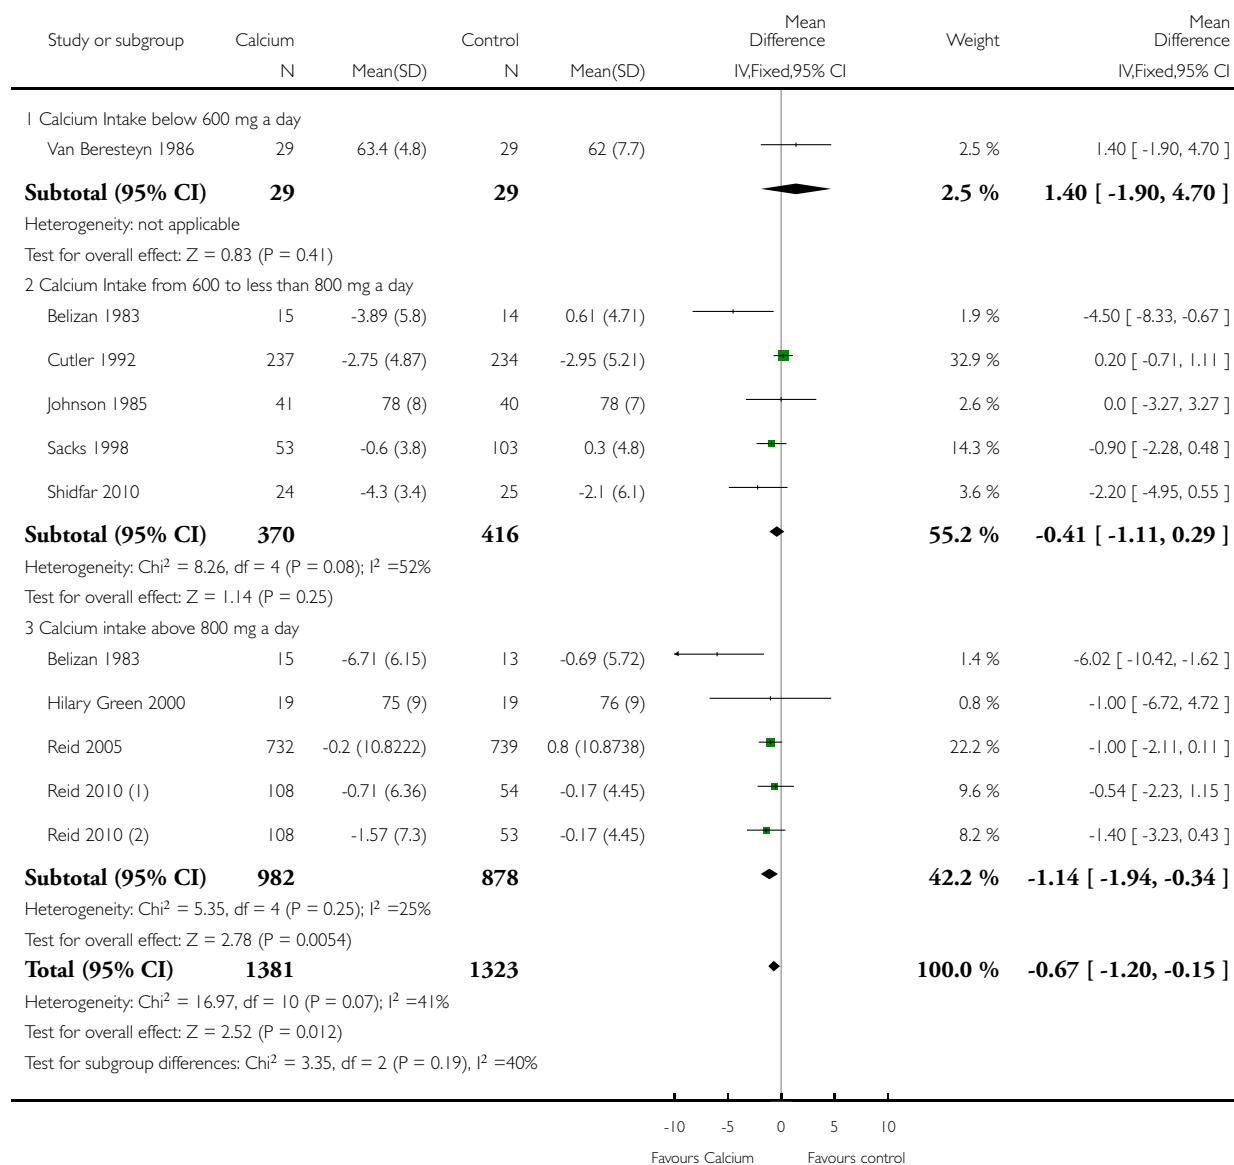 Study or subgroup Calcium Control Mean Difference Weight Mean Difference
N Mean(SD) N Mean(SD) IV,Fixed,95% CI IV,Fixed,95% CI
1 Calcium Intake below 600 mg a day
Van Beresteyn 1986 29 63.4 (4.8) 29 62 (7.7) 2.5 % 1.40 [ -1.90, 4.70 ]
Subtotal (95% CI) 29 29 2.5 % 1.40 [ -1.90, 4.70 ]
Heterogeneity: not applicable
Test for overall effect: Z = 0.83 (P = 0.41)
2 Calcium Intake from 600 to less than 800 mg a day
Belizan 1983 15 -3.89 (5.8) 14 0.61 (4.71) 1.9 % -4.50 [ -8.33, -0.67 ]
Cutler 1992 237 -2.75 (4.87) 234 -2.95 (5.21) 32.9 % 0.20 [ -0.71, 1.11 ]
Johnson 1985 41 78 (8) 40 78 (7) 2.6 % 0.0 [ -3.27, 3.27 ]
Sacks 1998 53 -0.6 (3.8) 103 0.3 (4.8) 14.3 % -0.90 [ -2.28, 0.48 ]
Shidfar 2010 24 -4.3 (3.4) 25 -2.1 (6.1) 3.6 % -2.20 [ -4.95, 0.55 ]
Subtotal (95% CI) 370 416 55.2 % -0.41 [ -1.11, 0.29 ]
Heterogeneity: Chi² = 8.26, df = 4 (P = 0.08); I² =52%
Test for overall effect: Z = 1.14 (P = 0.25)
3 Calcium intake above 800 mg a day
Belizan 1983 15 -6.71 (6.15) 13 -0.69 (5.72) 1.4 % -6.02 [ -10.42, -1.62 ]
Hilary Green 2000 19 75 (9) 19 76 (9) 0.8 % -1.00 [ -6.72, 4.72 ]
Reid 2005 732 -0.2 (10.8222) 739 0.8 (10.8738) 22.2 % -1.00 [ -2.11, 0.11 ]
Reid 2010 (1) 108 -0.71 (6.36) 54 -0.17 (4.45) 9.6 % -0.54 [ -2.23, 1.15 ]
Reid 2010 (2) 108 -1.57 (7.3) 53 -0.17 (4.45) 8.2 % -1.40 [ -3.23, 0.43 ]
Subtotal (95% CI) 982 878 42.2 % -1.14 [ -1.94, -0.34 ]
Heterogeneity: Chi² = 5.35, df = 4 (P = 0.25); I² =25%
Test for overall effect: Z = 2.78 (P = 0.0054)
Total (95% CI) 1381 1323 100.0 % -0.67 [ -1.20, -0.15 ]
Heterogeneity: Chi² = 16.97, df = 10 (P = 0.07); I² =41%
Test for overall effect: Z = 2.52 (P = 0.012)
Test for subgroup differences: Chi² = 3.35, df = 2 (P = 0.19), I² =40%
-10 -5 0 5 10
Favours Calcium Favours control